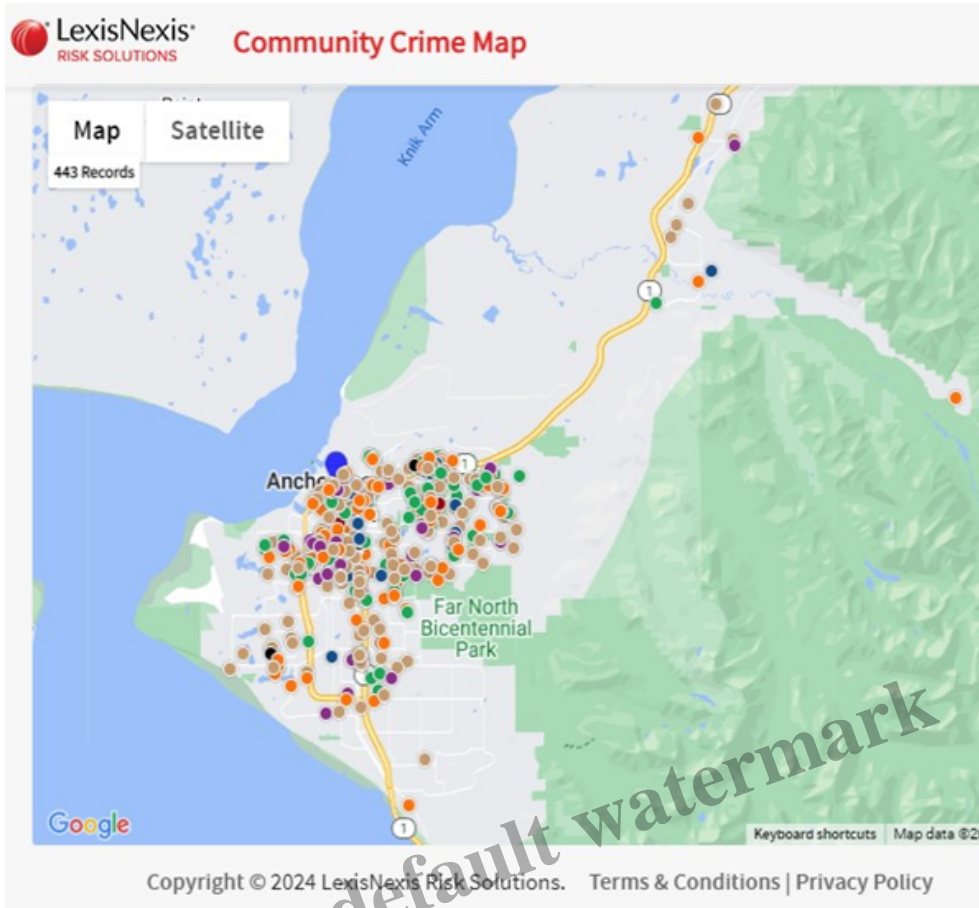 LexisNexis®
RISK SOLUTIONS
Community Crime Map
Map
Satellite
443 Records
Knik Arm
1
1
Anch
Far North
Bicentennial
Park
1
Google
Keyboard shortcuts
Map data ©2
Copyright © 2024 LexisNexis Risk Solutions.
Terms & Conditions | Privacy Policy
default watermark